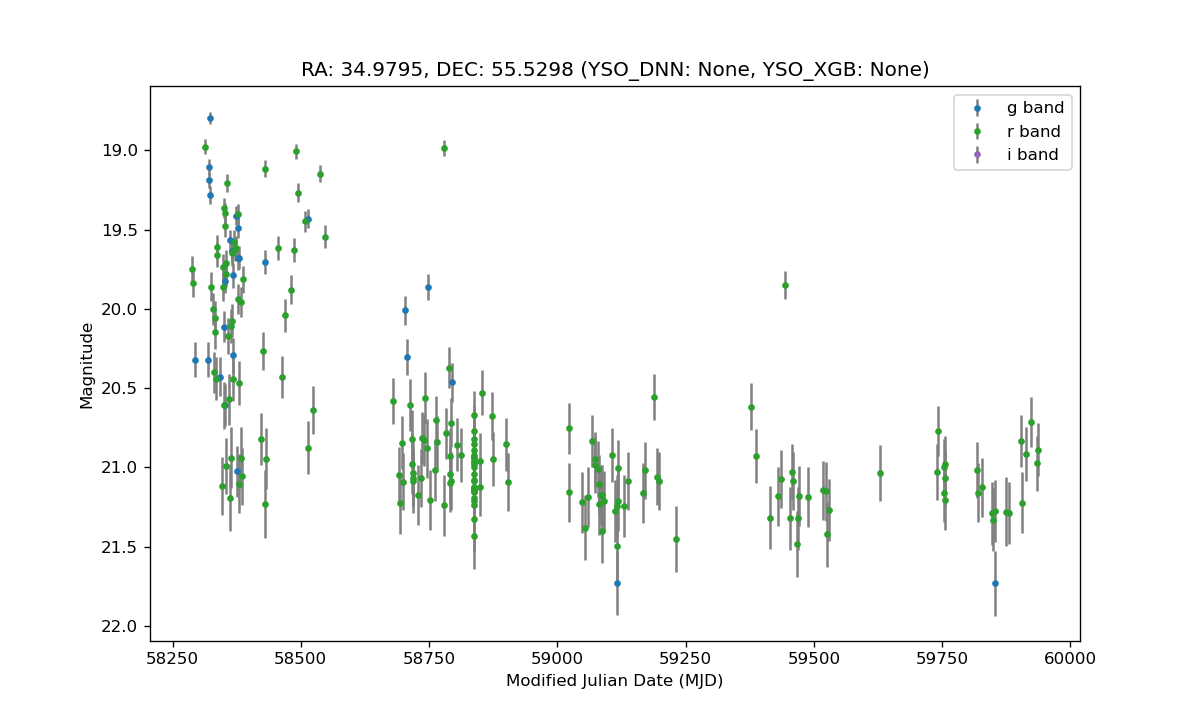 RA: 34.9795, DEC: 55.5298 (YSO_DNN: None, YSO_XGB: None)
g band
r band
i band
19.0
19.5
20.0
20.5
21.0
21.5
22.0
Magnitude
58250 58500 58750 59000 59250 59500 59750 60000
Modified Julian Date (MJD)